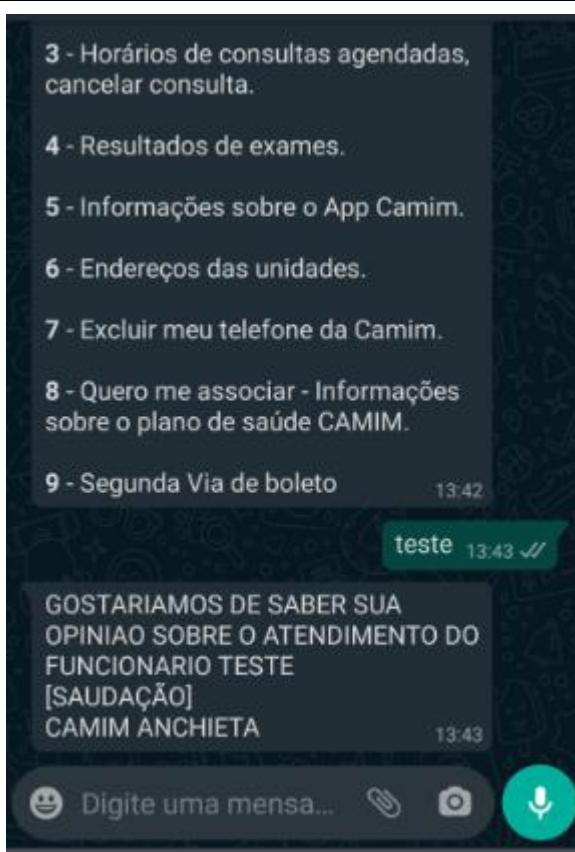 3 - Horários de consultas agendadas,
cancelar consulta.
4 - Resultados de exames.
5 - Informações sobre o App Camim.
6 - Endereços das unidades.
7 - Excluir meu telefone da Camim.
8 - Quero me associar - Informações
sobre o plano de saúde CAMIM.
9 - Segunda Via de boleto
13:42
teste 13:43
GOSTARIAMOS DE SABER SUA
OPINIAO SOBRE O ATENDIMENTO DO
FUNCIONARIO TESTE
[SAUDAÇÃO]
CAMIM ANCHIETA
13:43
Digite uma mensa...